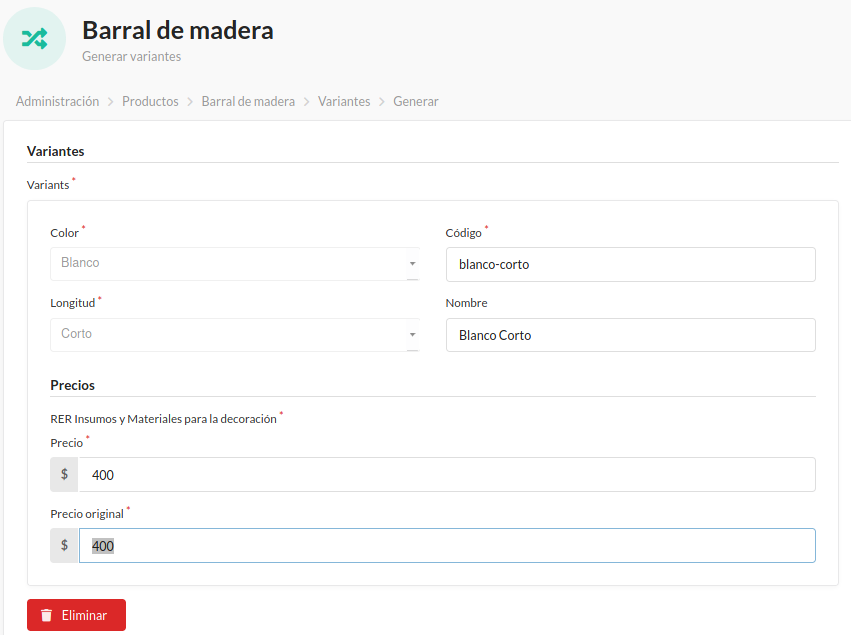 Barral de madera
Generar variantes
Administración > Productos > Barral de madera > Variantes > Generar
Variantes
Variants *
Color *
Blanco
Código *
blanco-corto
Longitud *
Corto
Nombre
Blanco Corto
Precios
RER Insumos y Materiales para la decoración *
Precio *
$ 400
Precio original *
$ 400
Eliminar